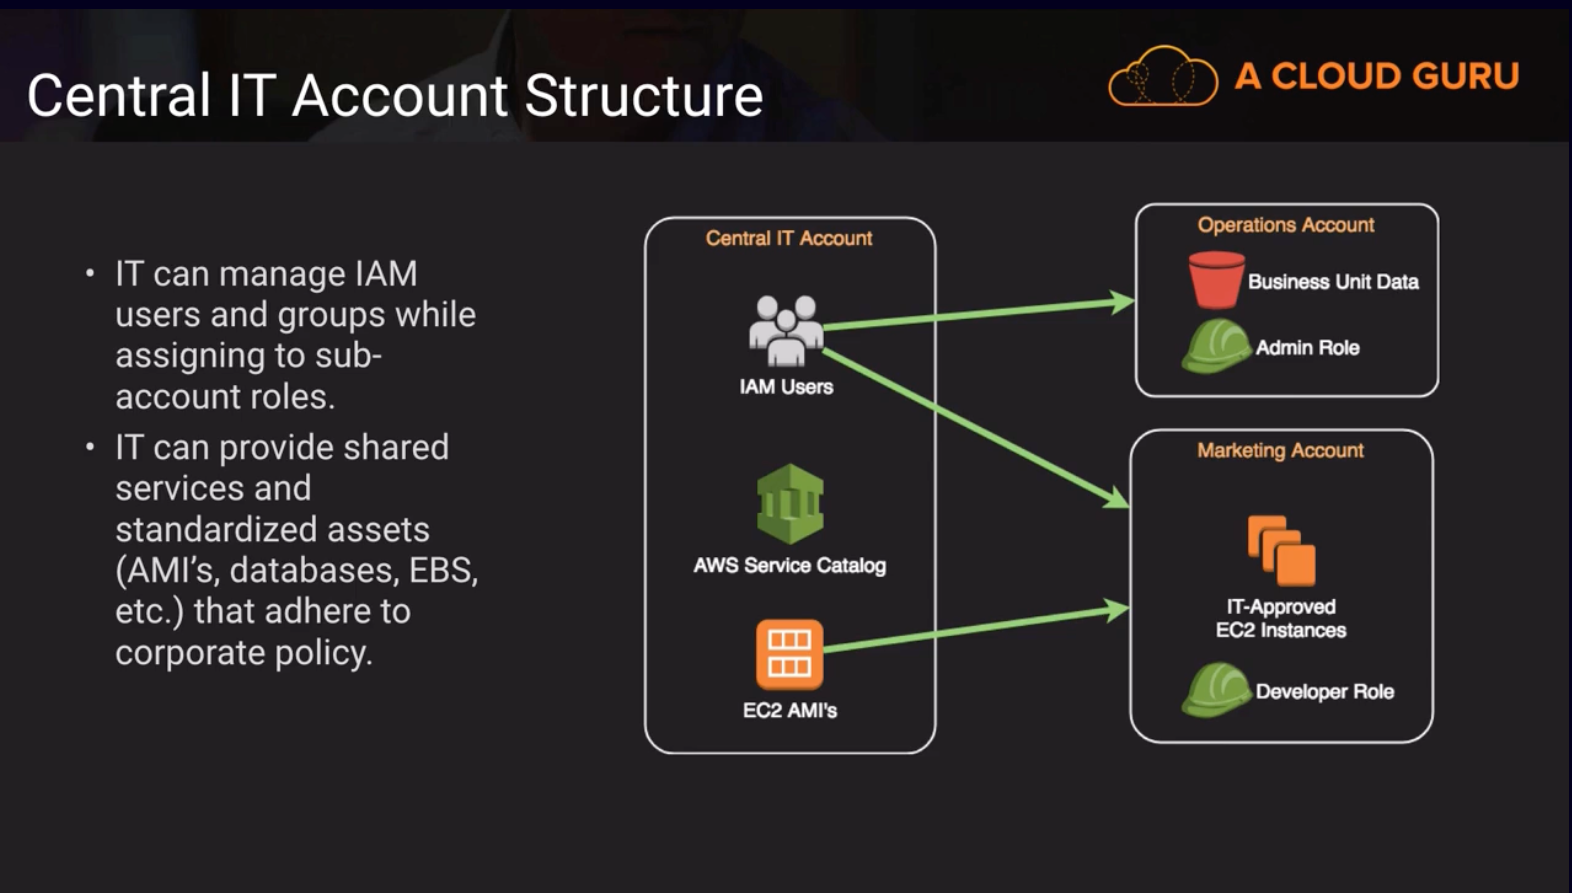 Central IT Account Structure
A CLOUD GURU
• IT can manage IAM
users and groups while
assigning to sub-
account roles.
• IT can provide shared
services and
standardized assets
(AMI’s, databases, EBS,
etc.) that adhere to
corporate policy.
Central IT Account
IAM Users
AWS Service Catalog
EC2 AMI's
Operations Account
Business Unit Data
Admin Role
Marketing Account
IT-Approved
EC2 Instances
Developer Role